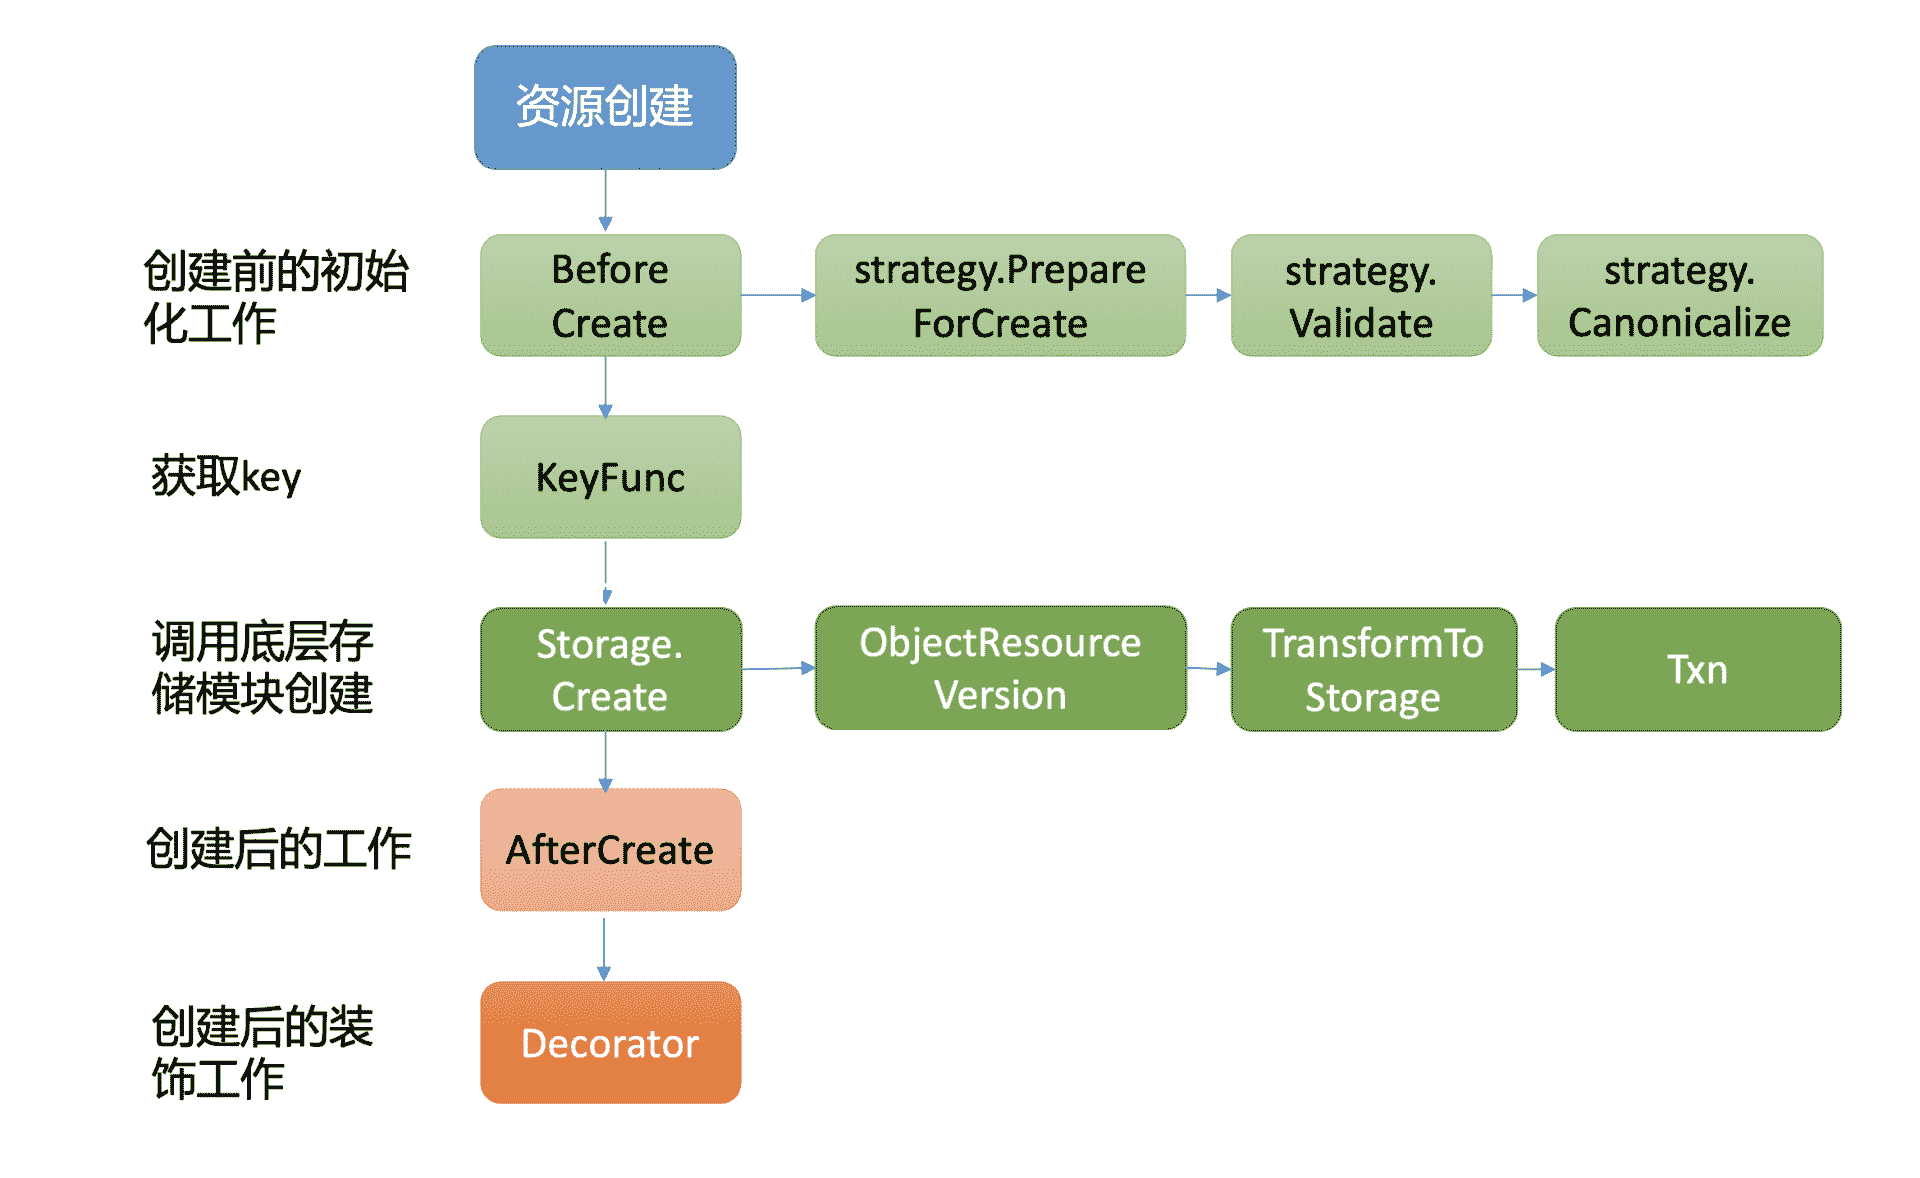 资源创建
创建前的初始
化工作
Before
Create
strategy.Prepare
ForCreate
strategy.
Validate
strategy.
Canonicalize
获取key
KeyFunc
调用底层存
储模块创建
Storage.
Create
ObjectResource
Version
TransformTo
Storage
Txn
创建后的工作
AfterCreate
创建后的装
饰工作
Decorator